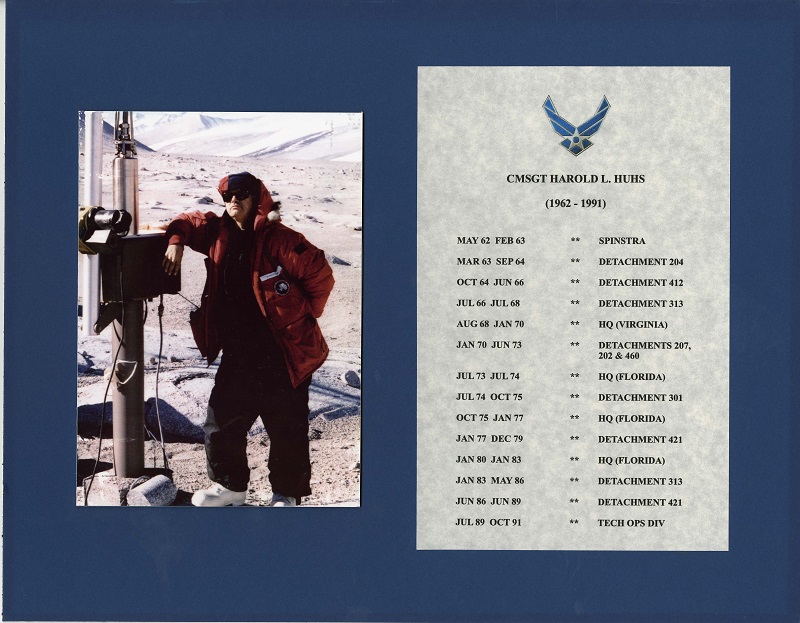 CMSGT HAROLD L. HUHS
(1962 - 1991)
MAY 62 FEB 63 ** SPINSTRA
MAR 63 SEP 64 ** DETACHMENT 204
OCT 64 JUN 66 ** DETACHMENT 412
JUL 66 JUL 68 ** DETACHMENT 313
AUG 68 JAN 70 ** HQ (VIRGINIA)
JAN 70 JUN 73 ** DETACHMENTS 207,
202 & 460
JUL 73 JUL 74 ** HQ (FLORIDA)
JUL 74 OCT 75 ** DETACHMENT 301
OCT 75 JAN 77 ** HQ (FLORIDA)
JAN 77 DEC 79 ** DETACHMENT 421
JAN 80 JAN 83 ** HQ (FLORIDA)
JAN 83 MAY 86 ** DETACHMENT 313
JUN 86 JUN 89 ** DETACHMENT 421
JUL 89 OCT 91 ** TECH OPS DIV